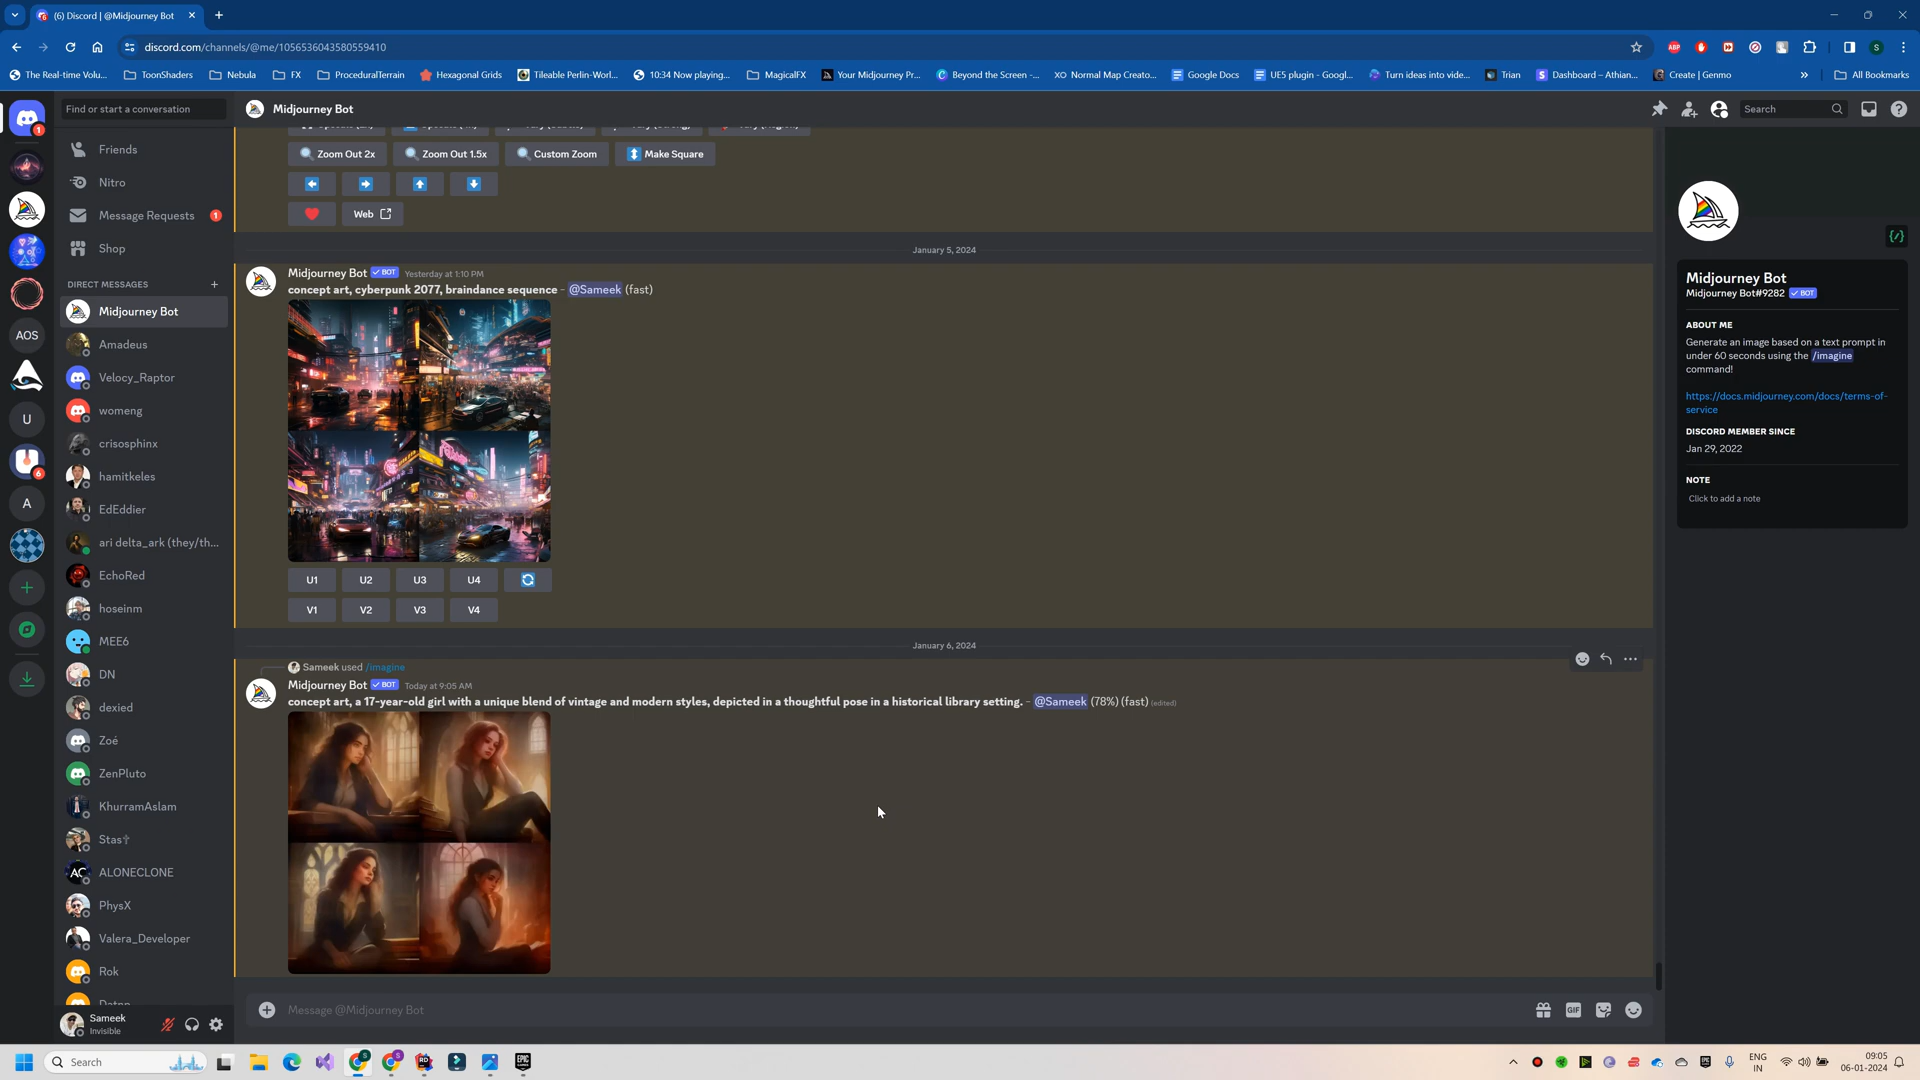 (6) Discord | @Midjourney Bot
discord.com/channels/@me/1056536043580559410
The Real-time Volu...
ToonShaders
Nebula
FX
ProceduralTerrain
Hexagonal Grids
Tileable Perlin-Worl...
10:34 Now playing...
MagicalFX
Your Midjourney Pr...
Beyond the Screen -...
Normal Map Creato...
Google Docs
UE5 plugin - Googl...
Turn ideas into vide...
Trian
Dashboard – Athian...
Create | Genmo
All Bookmarks
Find or start a conversation
Midjourney Bot
Search
Friends
Nitro
Message Requests 1
Shop
DIRECT MESSAGES
Midjourney Bot
Amadeus
Velocy_Raptor
womeng
crisosphinx
hamitkeles
EdEddier
ari delta_ark (they/th...
EchoRed
hoseinm
MEE6
DN
dexied
Zoé
ZenPluto
KhurramAslam
Stas✝
ALONECLONE
PhysX
Valera_Developer
Rok
Sameek
Invisible
1
AOS
U
6
A
Zoom Out 2x
Zoom Out 1.5x
Custom Zoom
Make Square
Web
January 5, 2024
Midjourney Bot ✓ BOT Yesterday at 1:10 PM
concept art, cyberpunk 2077, braindance sequence - @Sameek (fast)
U1 U2 U3 U4
V1 V2 V3 V4
January 6, 2024
Sameek used /imagine
Midjourney Bot ✓ BOT Today at 9:05 AM
concept art, a 17-year-old girl with a unique blend of vintage and modern styles, depicted in a thoughtful pose in a historical library setting. - @Sameek (78%) (fast) (edited)
Message @Midjourney Bot
GIF
Midjourney Bot
Midjourney Bot#9282 ✓ BOT
ABOUT ME
Generate an image based on a text prompt in
under 60 seconds using the /imagine
command!
https://docs.midjourney.com/docs/terms-of-
service
DISCORD MEMBER SINCE
Jan 29, 2022
NOTE
Click to add a note
Search
ENG
IN
09:05
06-01-2024